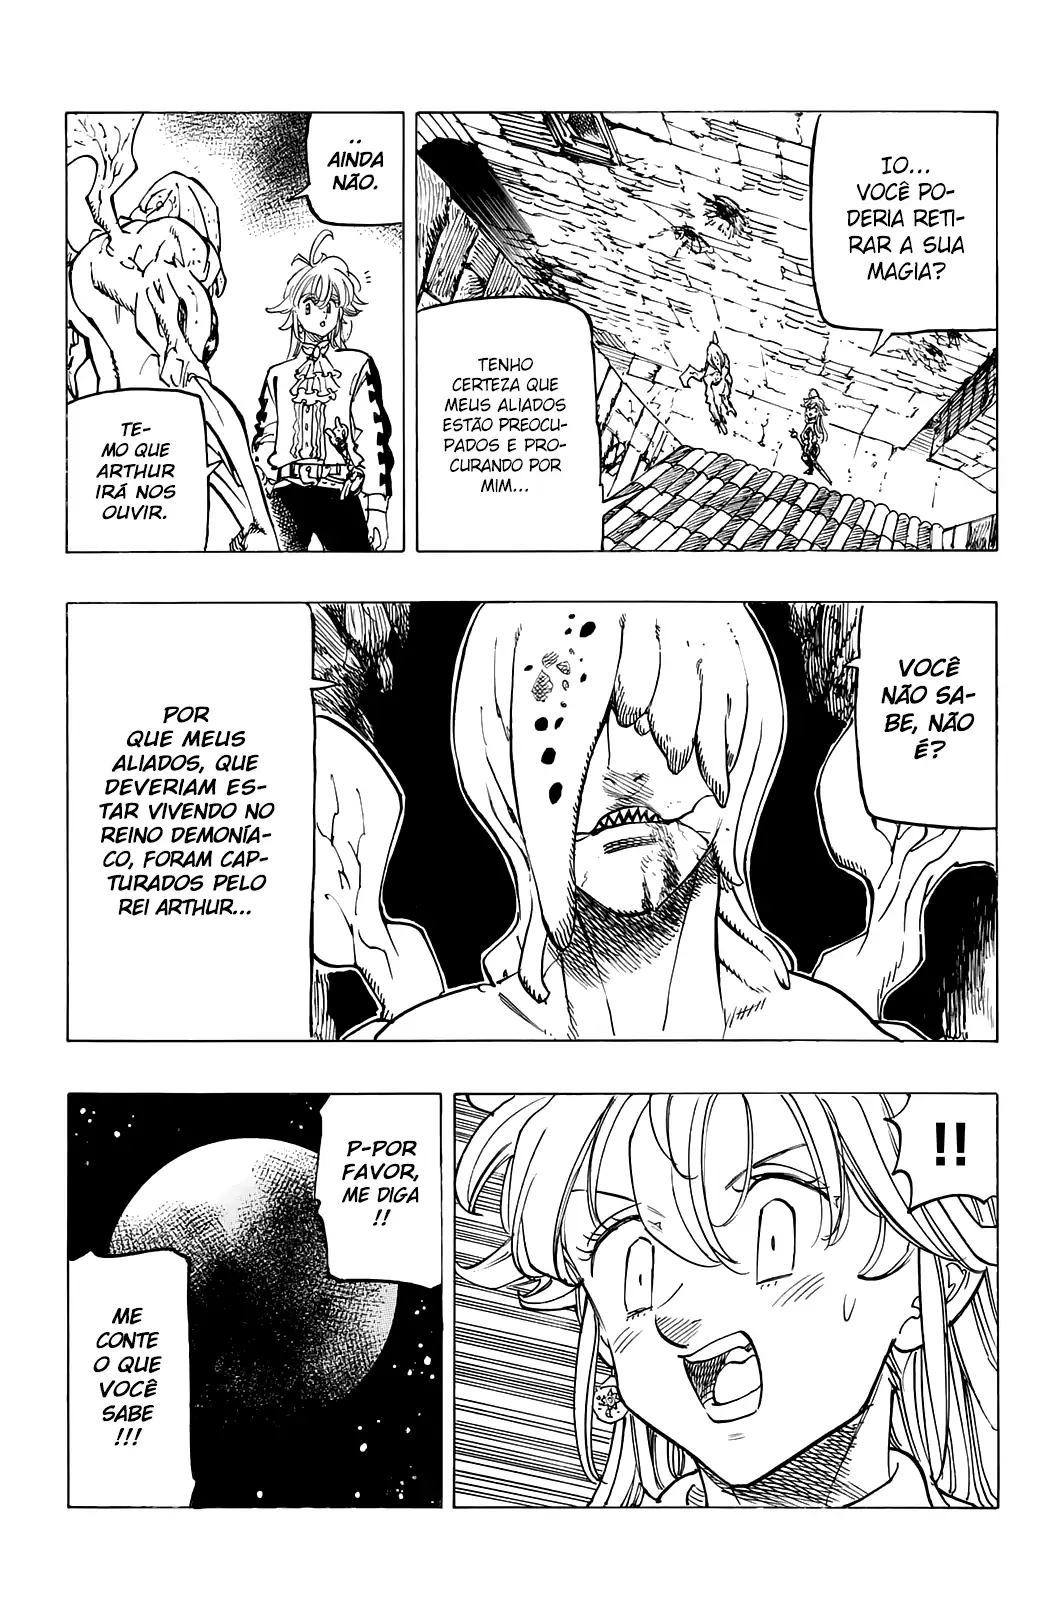 IO...
VOCÊ PO-
DERIA RETI-
RAR A SUA
MAGIA?
TENHO
CERTEZA QUE
MEUS ALIADOS
ESTÃO PREOCU-
PADOS E PRO-
CURANDO POR
MIM...
..
AINDA
NÃO.
TE-
MO QUE
ARTHUR
IRÁ NOS
OUVIR.
VOCÊ
NÃO SA-
BE, NÃO
É?
POR
QUE MEUS
ALIADOS, QUE
DEVERIAM ES-
TAR VIVENDO NO
REINO DEMONÍA-
CO, FORAM CAP-
TURADOS PELO
REI ARTHUR...
!!
P-POR
FAVOR,
ME DIGA
!!
ME
CONTE
O QUE
VOCÊ
SABE
!!!